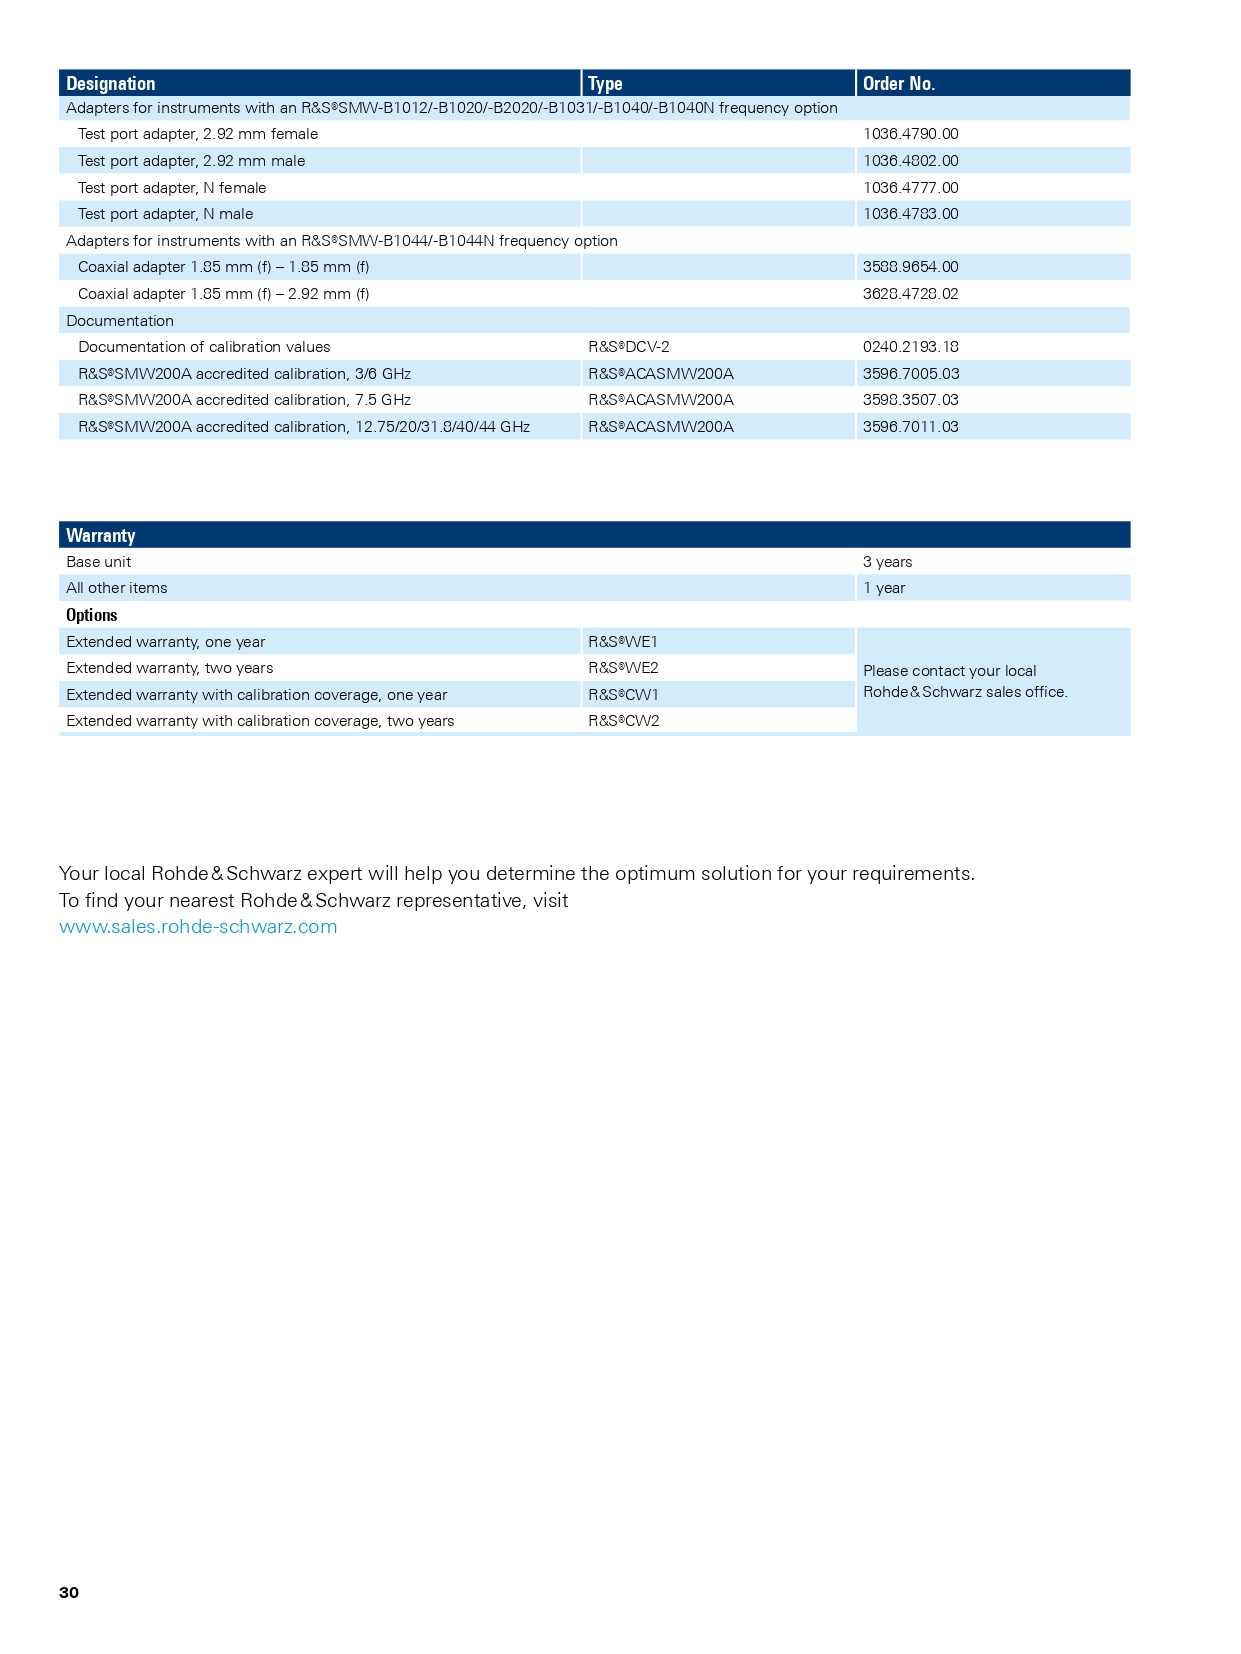 Designation Type Order No.
Adapters for instruments with an R&S®SMW-B1012/-B1020/-B2020/-B1031/-B1040/-B1040N frequency option
Test port adapter, 2.92 mm female 1036.4790.00
Test port adapter, 2.92 mm male 1036.4802.00
Test port adapter, N female 1036.4777.00
Test port adapter, N male 1036.4783.00
Adapters for instruments with an R&S®SMW-B1044/-B1044N frequency option
Coaxial adapter 1.85 mm (f) – 1.85 mm (f) 3588.9654.00
Coaxial adapter 1.85 mm (f) – 2.92 mm (f) 3628.4728.02
Documentation
Documentation of calibration values R&S®DCV-2 0240.2193.18
R&S®SMW200A accredited calibration, 3/6 GHz R&S®ACASMW200A 3596.7005.03
R&S®SMW200A accredited calibration, 7.5 GHz R&S®ACASMW200A 3598.3507.03
R&S®SMW200A accredited calibration, 12.75/20/31.8/40/44 GHz R&S®ACASMW200A 3596.7011.03
Warranty
Base unit 3 years
All other items 1 year
Options
Extended warranty, one year R&S®WE1
Extended warranty, two years R&S®WE2
Extended warranty with calibration coverage, one year R&S®CW1
Extended warranty with calibration coverage, two years R&S®CW2
Please contact your local
Rohde & Schwarz sales office.
Your local Rohde & Schwarz expert will help you determine the optimum solution for your requirements.
To find your nearest Rohde & Schwarz representative, visit
www.sales.rohde-schwarz.com
30